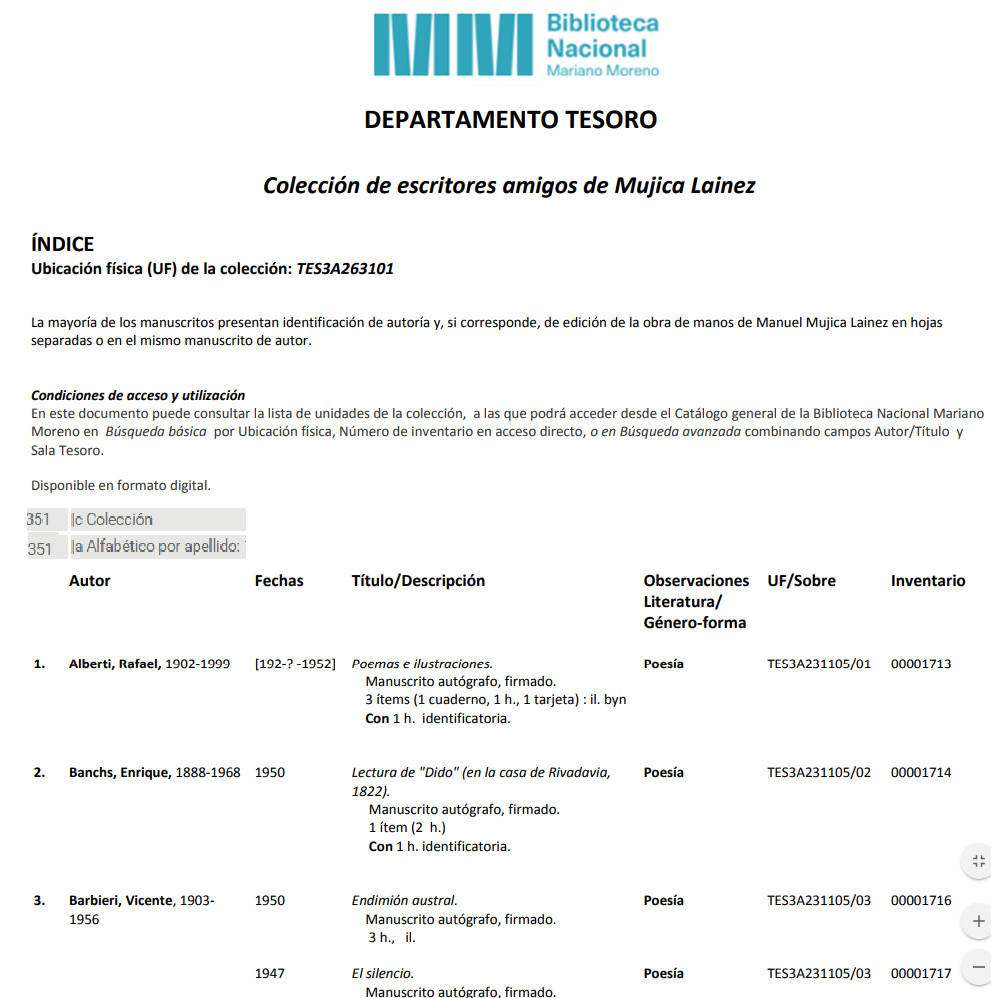 Biblioteca
Nacional
Mariano Moreno
DEPARTAMENTO TESORO
Colección de escritores amigos de Mujica Lainez
ÍNDICE
Ubicación física (UF) de la colección: TES3A263101
La mayoría de los manuscritos presentan identificación de autoría y, si corresponde, de edición de la obra de manos de Manuel Mujica Lainez en hojas
separadas o en el mismo manuscrito de autor.
Condiciones de acceso y utilización
En este documento puede consultar la lista de unidades de la colección, a las que podrá acceder desde el Catálogo general de la Biblioteca Nacional Mariano
Moreno en Búsqueda básica por Ubicación física, Número de inventario en acceso directo, o en Búsqueda avanzada combinando campos Autor/Título y
Sala Tesoro.
Disponible en formato digital.
351 |c Colección
351 |a Alfabético por apellido:
Autor Fechas Título/Descripción Observaciones UF/Sobre Inventario
Literatura/
Género-forma
1. Alberti, Rafael, 1902-1999 [192-? -1952] Poemas e ilustraciones. Poesía TES3A231105/01 00001713
Manuscrito autógrafo, firmado.
3 ítems (1 cuaderno, 1 h., 1 tarjeta) : il. byn
Con 1 h. identificatoria.
2. Banchs, Enrique, 1888-1968 1950 Lectura de "Dido" (en la casa de Rivadavia, Poesía TES3A231105/02 00001714
1822).
Manuscrito autógrafo, firmado.
1 ítem (2 h.)
Con 1 h. identificatoria.
3. Barbieri, Vicente, 1903- 1950 Endimión austral. Poesía TES3A231105/03 00001716
1956 Manuscrito autógrafo, firmado.
3 h., il.
1947 El silencio. Poesía TES3A231105/03 00001717
Manuscrito autógrafo, firmado.